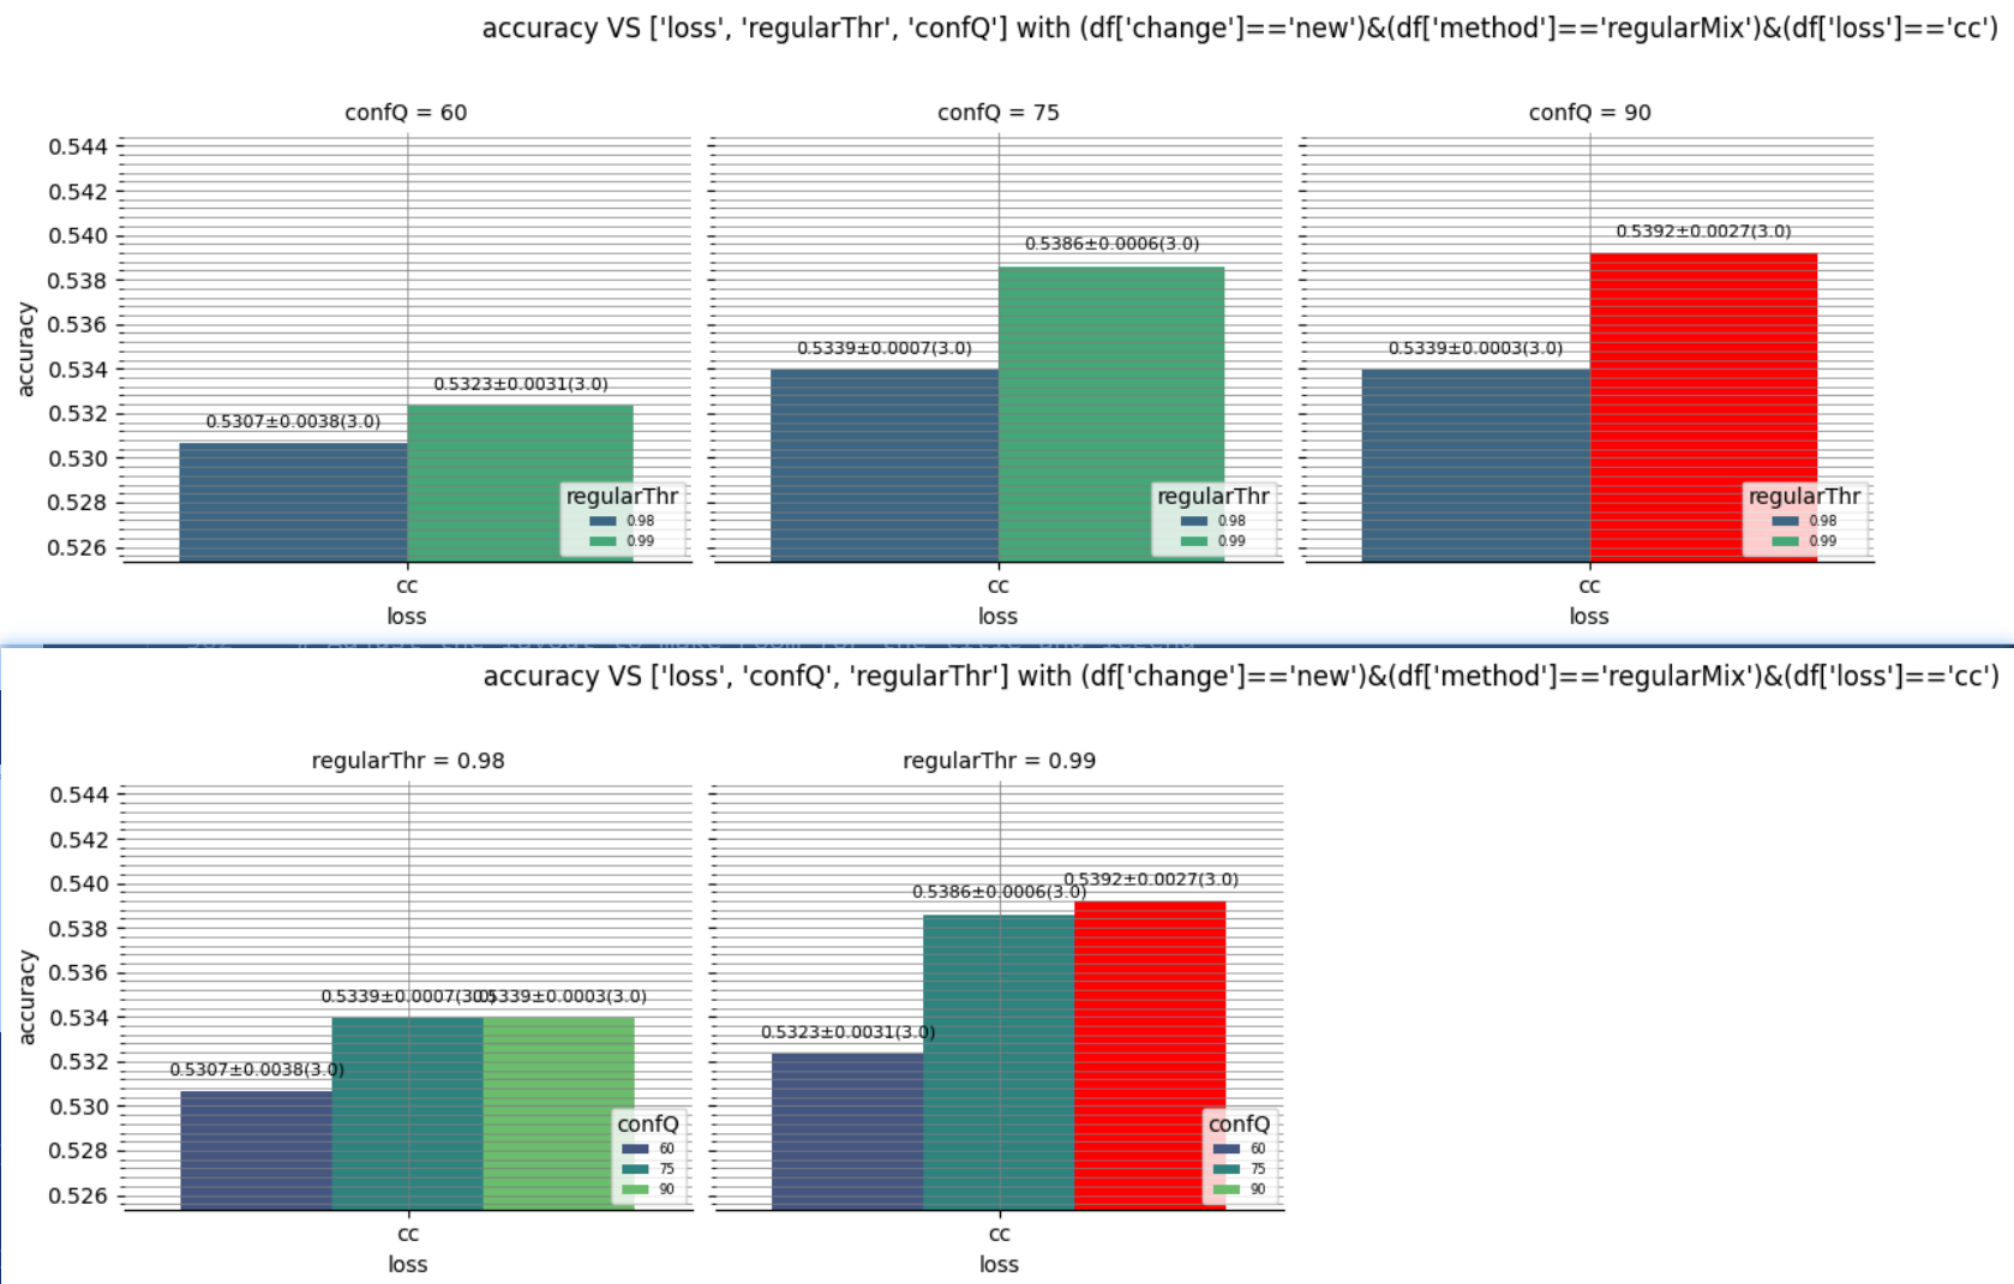 accuracy VS ['loss', 'regularThr', 'confQ'] with (df['change']=='new')&(df['method']=='regularMix')&(df['loss']=='cc')
confQ = 60
confQ = 75
confQ = 90
accuracy
0.544
0.542
0.540
0.538
0.536
0.534
0.532
0.530
0.528
0.526
0.5307±0.0038(3.0)
0.5323±0.0031(3.0)
regularThr
0.98
0.99
cc
loss
0.5339±0.0007(3.0)
0.5386±0.0006(3.0)
regularThr
0.98
0.99
cc
loss
0.5339±0.0003(3.0)
0.5392±0.0027(3.0)
regularThr
0.98
0.99
cc
loss
accuracy VS ['loss', 'confQ', 'regularThr'] with (df['change']=='new')&(df['method']=='regularMix')&(df['loss']=='cc')
regularThr = 0.98
regularThr = 0.99
accuracy
0.544
0.542
0.540
0.538
0.536
0.534
0.532
0.530
0.528
0.526
0.5307±0.0038(3.0)
0.5339±0.0007(3.0)
0.5339±0.0003(3.0)
confQ
60
75
90
cc
loss
0.5323±0.0031(3.0)
0.5386±0.0006(3.0)
0.5392±0.0027(3.0)
confQ
60
75
90
cc
loss